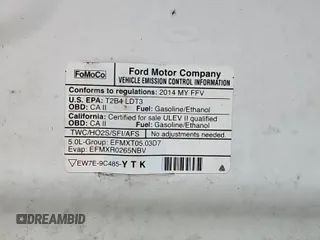 FoMoCo
Ford Motor Company
VEHICLE EMISSION CONTROL INFORMATION
Conforms to regulations: 2014 MY FFV
U.S. EPA: T2B4 LDT3
OBD: CA II Fuel: Gasoline/Ethanol
California: Certified for sale ULEV II qualified
OBD: CA II Fuel: Gasoline/Ethanol
TWC/HO2S/SFI/AFS No adjustments needed.
5.0L-Group: EFMXT05.03D7
Evap: EFMXR0265NBV
EW7E-9C485-YTK
DREAMBID